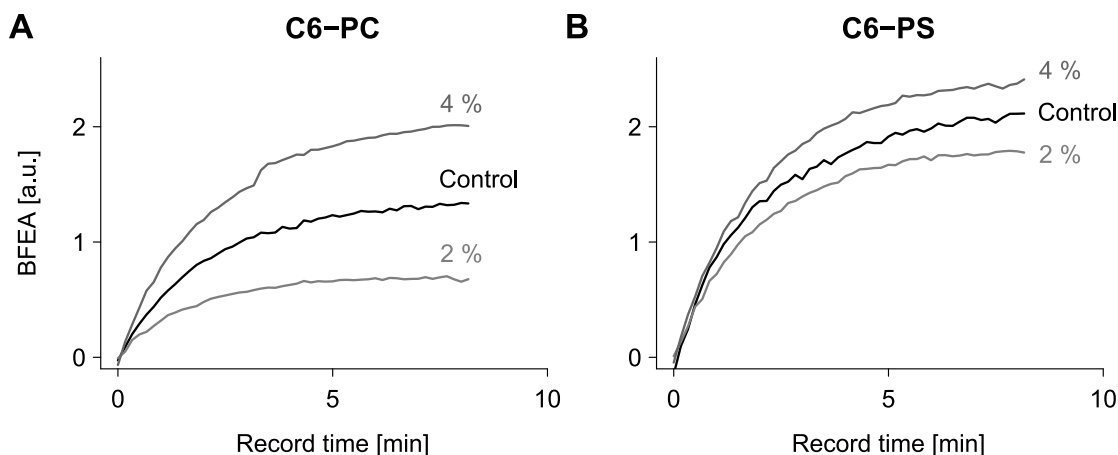 A
C6−PC
BFEA [a.u.]
2
1
0
4 %
Control
2 %
0
5
10
Record time [min]
B
C6−PS
2
1
0
4 %
Control
2 %
0
5
10
Record time [min]